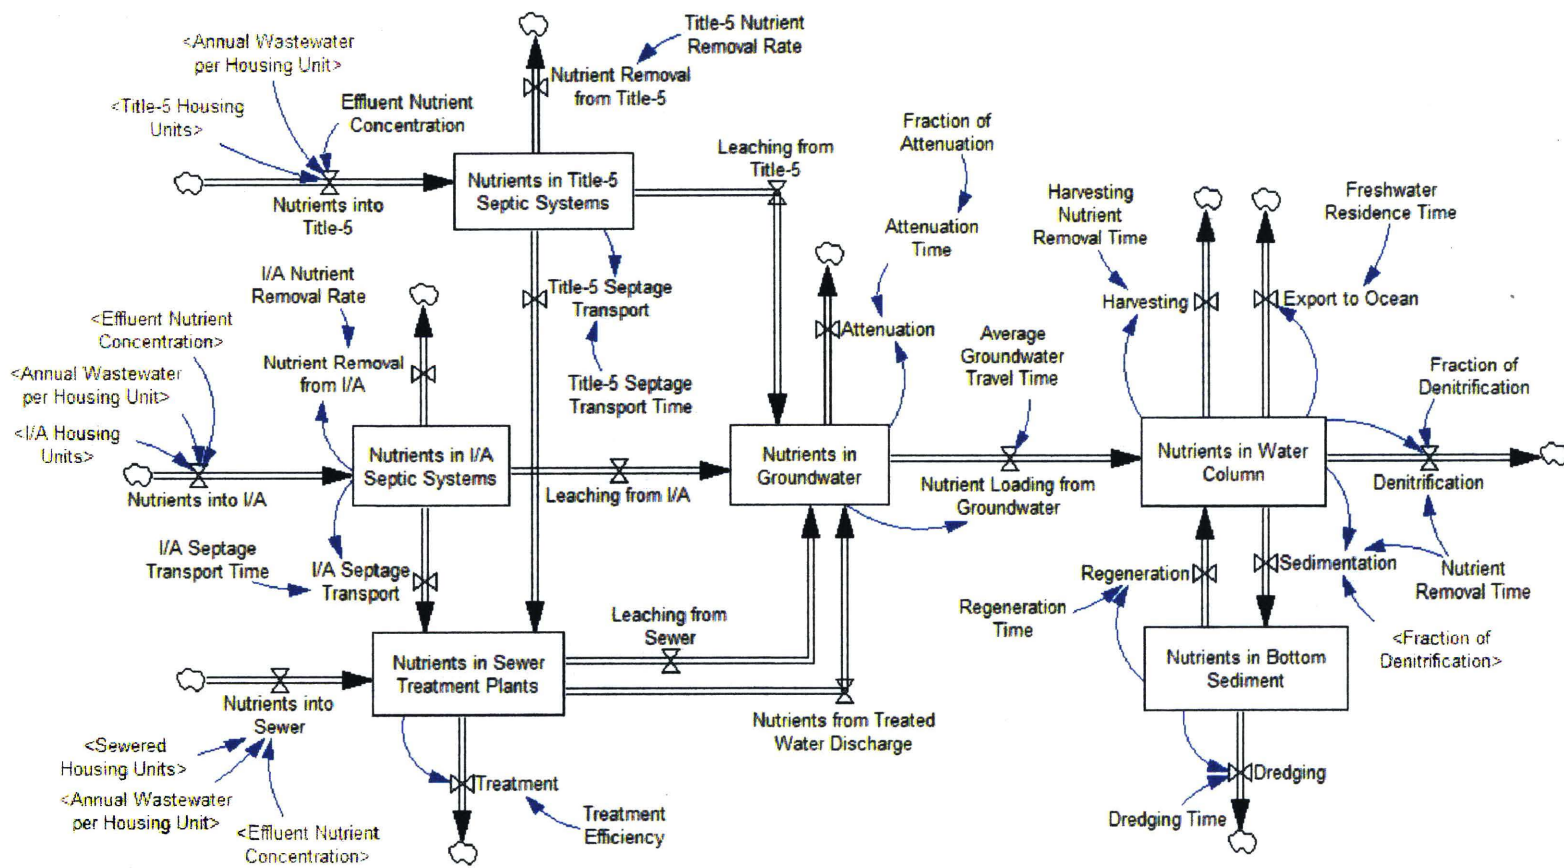 <Annual Wastewater
per Housing Unit>
<Title-5 Housing
Units>
Effluent Nutrient
Concentration
Nutrients into
Title-5
Title-5 Nutrient
Removal Rate
Nutrient Removal
from Title-5
Nutrients in Title-5
Septic Systems
Leaching from
Title-5
Title-5 Septage
Transport
Title-5 Septage
Transport Time
Fraction of
Attenuation
Attenuation
Time
Attenuation
Average
Groundwater
Travel Time
Harvesting
Nutrient
Removal Time
Harvesting
Freshwater
Residence Time
Export to Ocean
Fraction of
Denitrification
I/A Nutrient
Removal Rate
<Effluent Nutrient
Concentration>
<Annual Wastewater
per Housing Unit>
<I/A Housing
Units>
Nutrient Removal
from I/A
Nutrients into I/A
Nutrients in I/A
Septic Systems
Leaching from I/A
Nutrients in
Groundwater
Nutrient Loading from
Groundwater
Nutrients in Water
Column
Denitrification
I/A Septage
Transport Time
I/A Septage
Transport
Regeneration
Regeneration
Time
Sedimentation
Nutrient
Removal Time
<Fraction of
Denitrification>
Leaching from
Sewer
Nutrients in Sewer
Treatment Plants
Nutrients into
Sewer
<Sewered
Housing Units>
<Annual Wastewater
per Housing Unit>
<Effluent Nutrient
Concentration>
Treatment
Treatment
Efficiency
Nutrients from Treated
Water Discharge
Nutrients in Bottom
Sediment
Dredging
Dredging Time